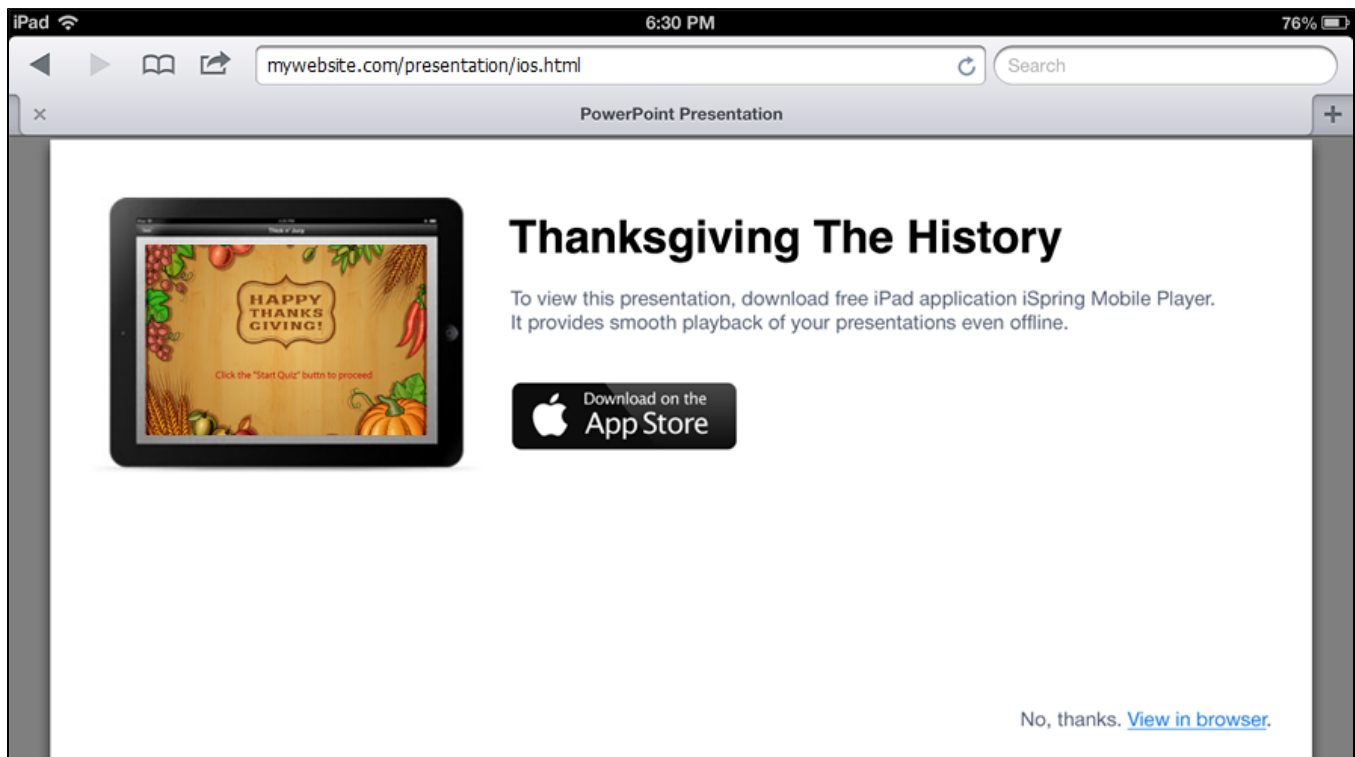 iPad 6:30 PM 76%
mywebsite.com/presentation/ios.html Search
PowerPoint Presentation
Thanksgiving The History
To view this presentation, download free iPad application iSpring Mobile Player.
It provides smooth playback of your presentations even offline.
HAPPY
THANKS
GIVING!
Click the "Start Quiz" buttn to proceed
Download on the
App Store
No, thanks. View in browser.